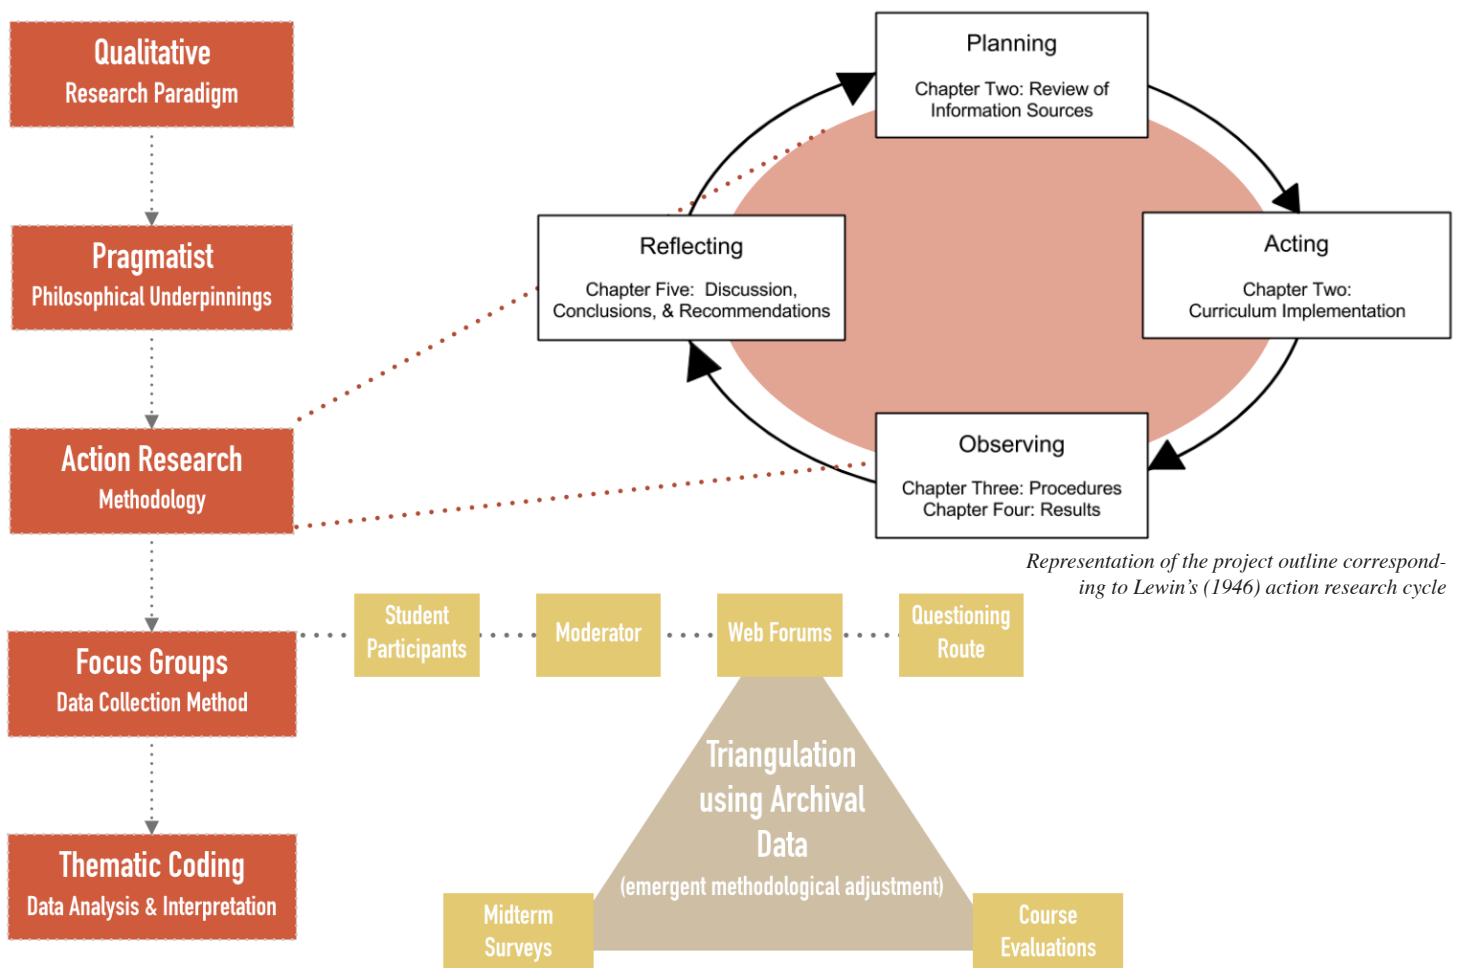 Qualitative
Research Paradigm
Pragmatist
Philosophical Underpinnings
Action Research
Methodology
Focus Groups
Data Collection Method
Thematic Coding
Data Analysis & Interpretation
Planning
Chapter Two: Review of
Information Sources
Acting
Chapter Two:
Curriculum Implementation
Observing
Chapter Three: Procedures
Chapter Four: Results
Reflecting
Chapter Five:  Discussion,
Conclusions, & Recommendations
Representation of the project outline correspond-
ing to Lewin’s (1946) action research cycle
Student
Participants
Moderator
Web Forums
Questioning
Route
Triangulation
using Archival
Data
(emergent methodological adjustment)
Midterm
Surveys
Course
Evaluations